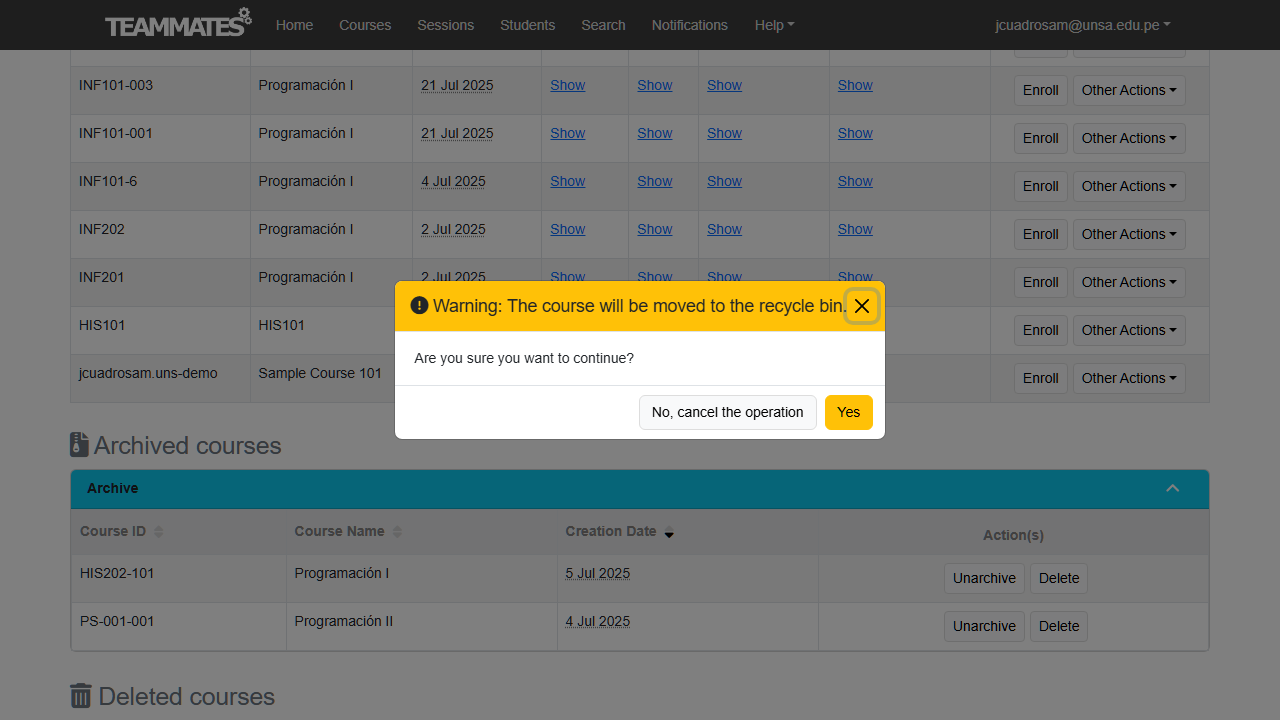 TEAMMATES Home Courses Sessions Students Search Notifications Help jcuadrosam@unsa.edu.pe
INF101-003 Programación I 21 Jul 2025 Show Show Show Show Enroll Other Actions
INF101-001 Programación I 21 Jul 2025 Show Show Show Show Enroll Other Actions
INF101-6 Programación I 4 Jul 2025 Show Show Show Show Enroll Other Actions
INF202 Programación I 2 Jul 2025 Show Show Show Show Enroll Other Actions
INF201 Programación I 2 Jul 2025 Show Show Show Show Enroll Other Actions
Warning: The course will be moved to the recycle bin.
HIS101 HIS101 Enroll Other Actions
Are you sure you want to continue?
jcuadrosam.uns-demo Sample Course 101 Enroll Other Actions
No, cancel the operation Yes
Archived courses
Archive
Course ID Course Name Creation Date Action(s)
HIS202-101 Programación I 5 Jul 2025 Unarchive Delete
PS-001-001 Programación II 4 Jul 2025 Unarchive Delete
Deleted courses